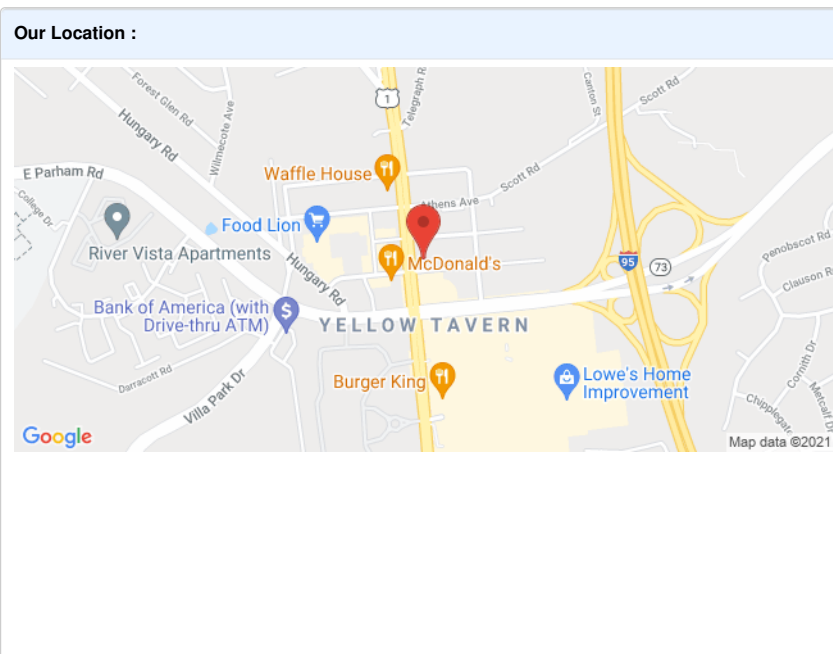 Our Location :
1
Telegraph R
Canton St
Scott Rd
Forest Glen Rd
Wilmecote Ave
Hungary Rd
E Parham Rd
Waffle House
Scott Rd
Athens Ave
College Dr
Food Lion
River Vista Apartments
Hungary Rd
McDonald's
95
73
Penobscot Rd
Clauson R
Bank of America (with
Drive-thru ATM)
YELLOW TAVERN
Darracott Rd
Villa Park Dr
Burger King
Lowe's Home
Improvement
Cornith Dr
Metcalf D
Chipplegat
Google
Map data ©2021